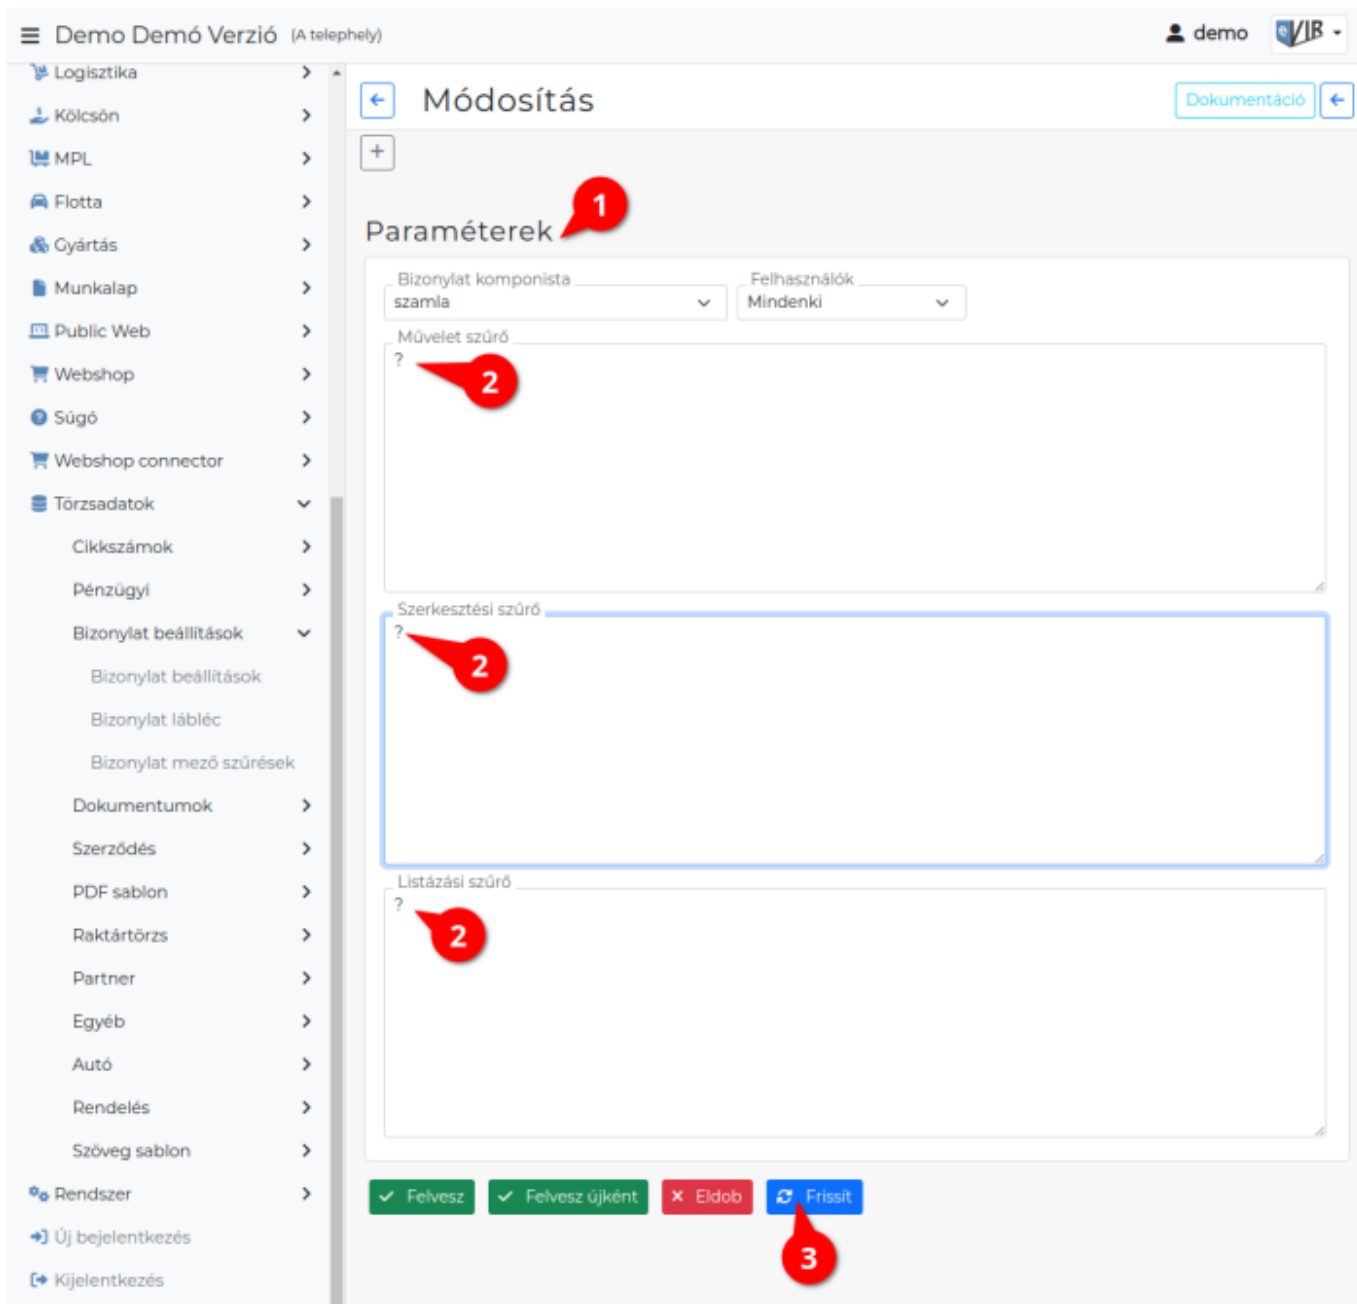 Demo Demó Verzió (A telephely)
demo
eVIR
Logisztika
Kölcsön
MPL
Flotta
Gyártás
Munkalap
Public Web
Webshop
Súgó
Webshop connector
Törzsadatok
Cikkszámok
Pénzügyi
Bizonylat beállítások
Bizonylat beállítások
Bizonylat lábléc
Bizonylat mező szűrések
Dokumentumok
Szerződés
PDF sablon
Raktártörzs
Partner
Egyéb
Autó
Rendelés
Szöveg sablon
Rendszer
Új bejelentkezés
Kijelentkezés
Módosítás
Dokumentáció
1
Paraméterek
Bizonylat komponista
Felhasználók
szamla
Mindenki
Művelet szűrő
?
2
Szerkesztési szűrő
?
2
Listázási szűrő
?
2
Felvesz
Felvesz újként
Eldob
Frissít
3